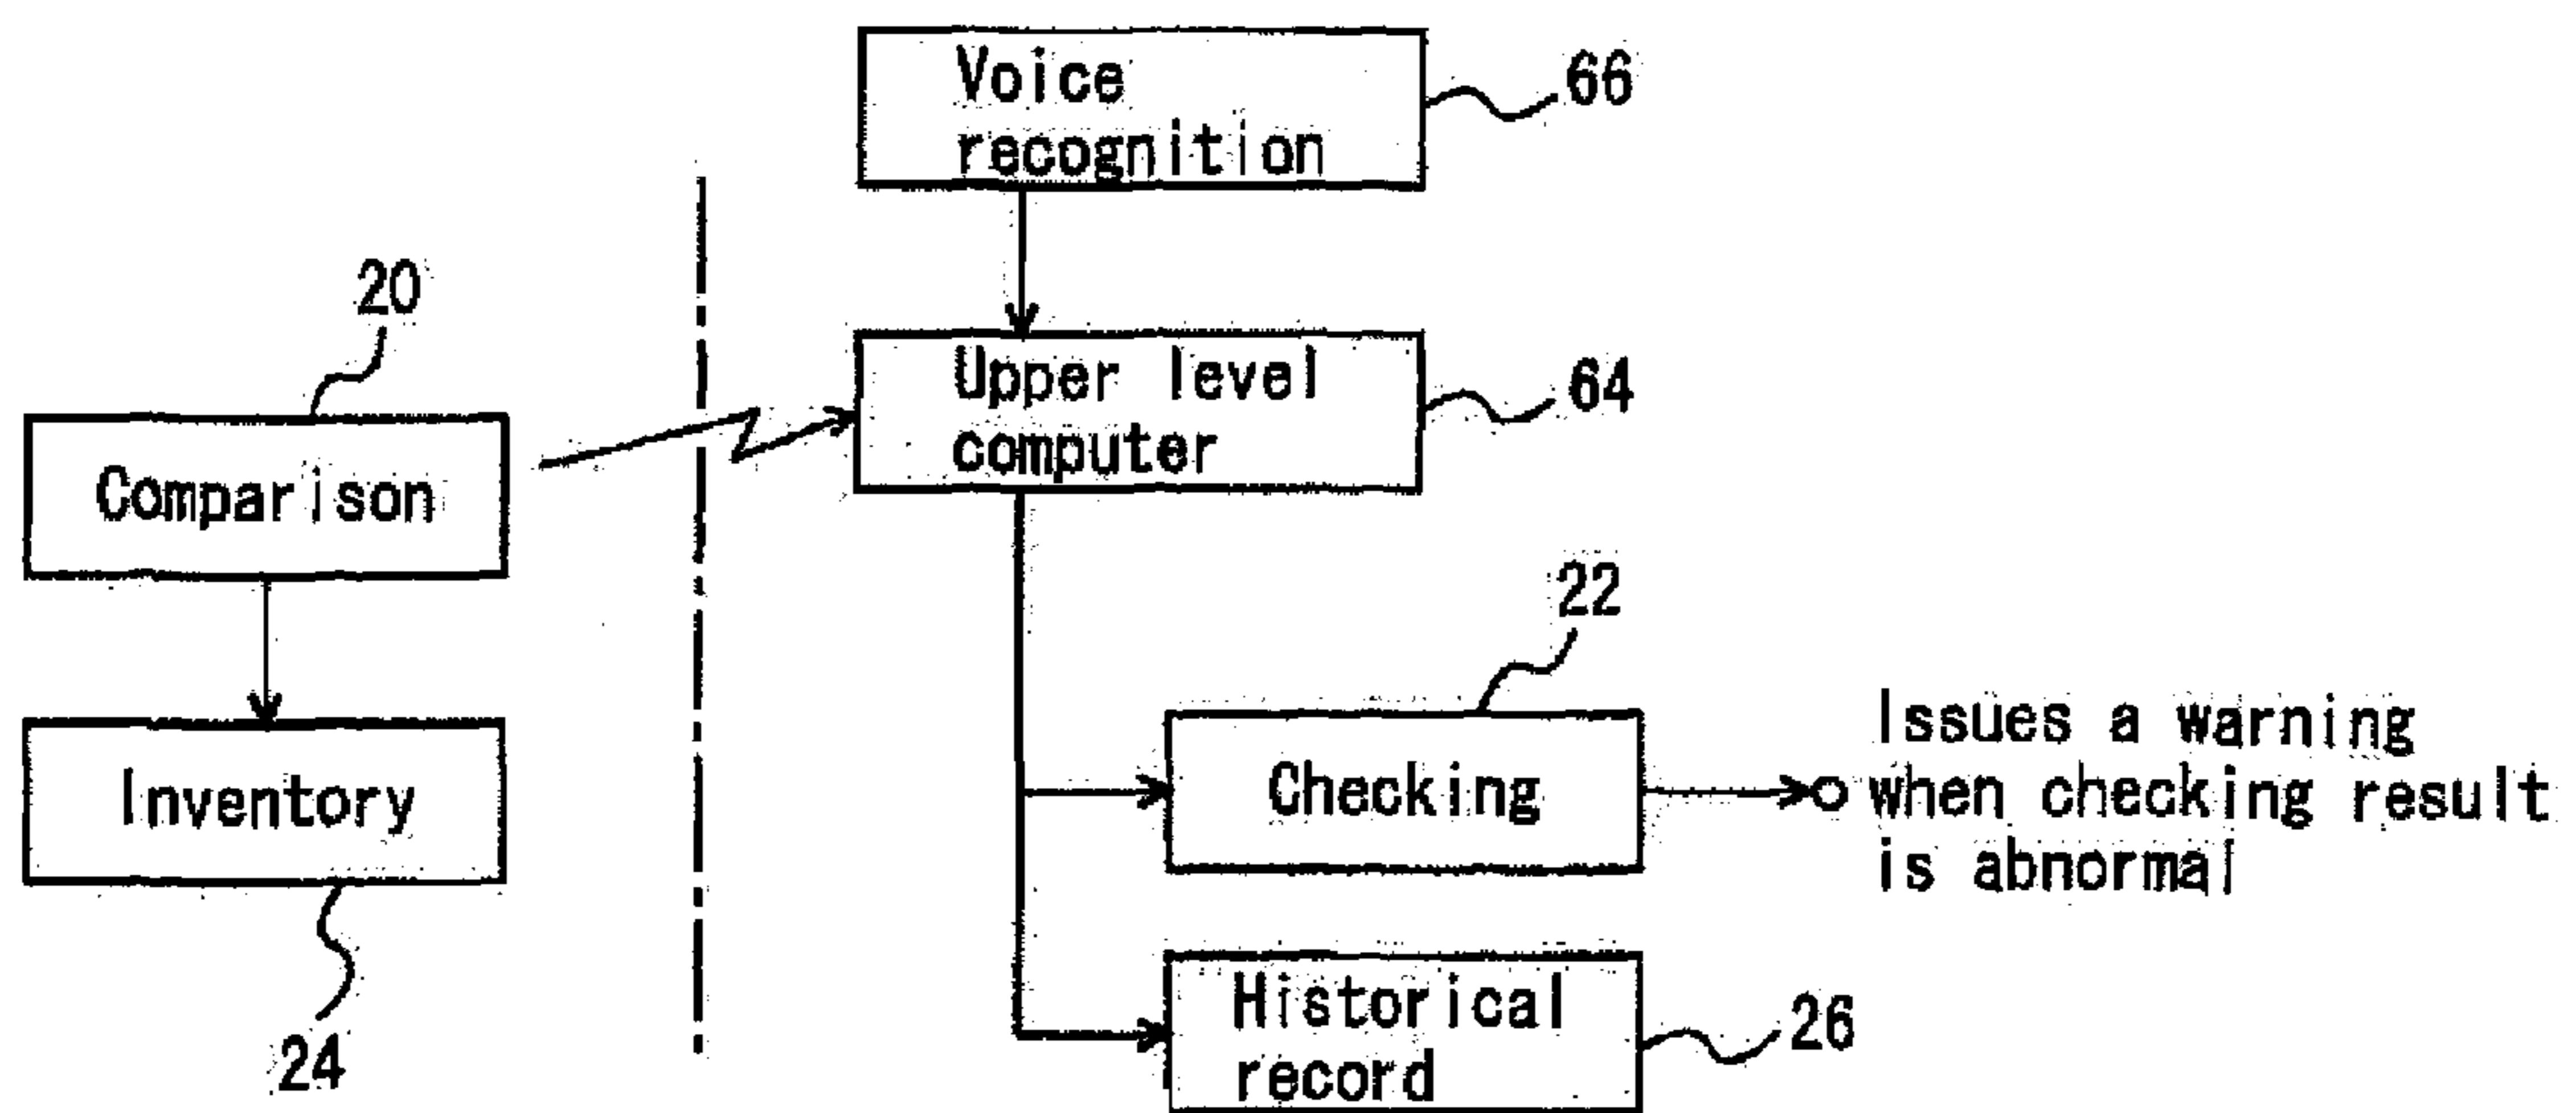 Voice
recognition
66
20
Upper level
computer
64
Comparison
22
Inventory
Checking
Issues a warning
when checking result
is abnormal
24
Historical
record
26